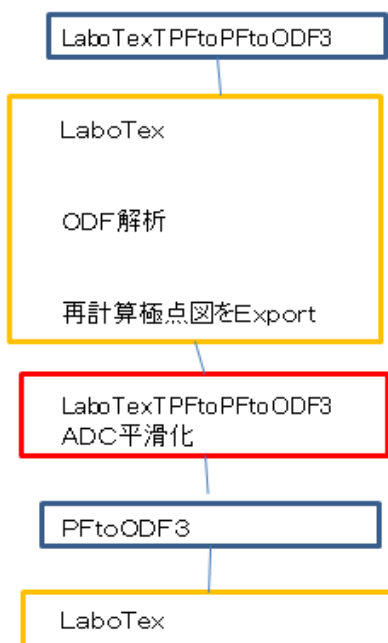 LaboTexTPFtoPFtoODF3
LaboTex
ODF解析
再計算極点図をExport
LaboTexTPFtoPFtoODF3
ADC平滑化
PFtoODF3
LaboTex